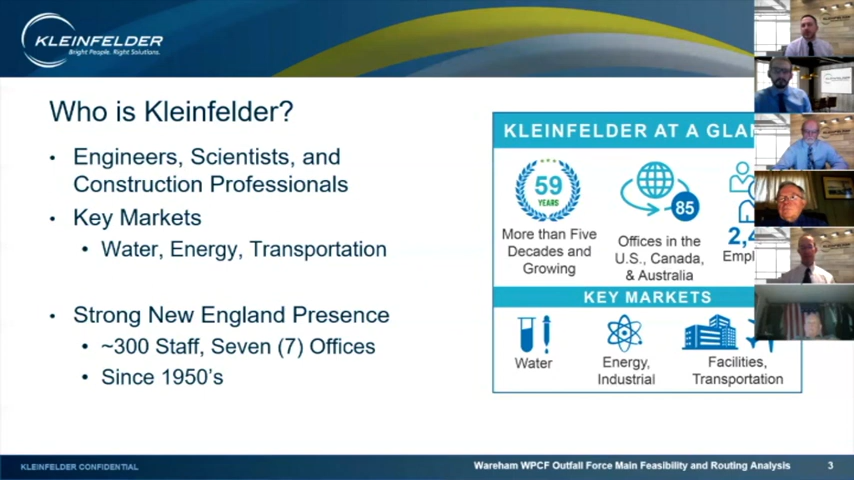 KLEINFELDER
Bright People. Right Solutions.
Who is Kleinfelder?
• Engineers, Scientists, and
Construction Professionals
• Key Markets
• Water, Energy, Transportation
• Strong New England Presence
• ~300 Staff, Seven (7) Offices
• Since 1950's
KLEINFELDER AT A GLA
59
YEARS
More than Five
Decades and
Growing
85
Offices in the
U.S., Canada,
& Australia
2,4
Empl
KEY MARKETS
Water
Energy,
Industrial
Facilities,
Transportation
KLEINFELDER CONFIDENTIAL
Wareham WPCF Outfall Force Main Feasibility and Routing Analysis
3